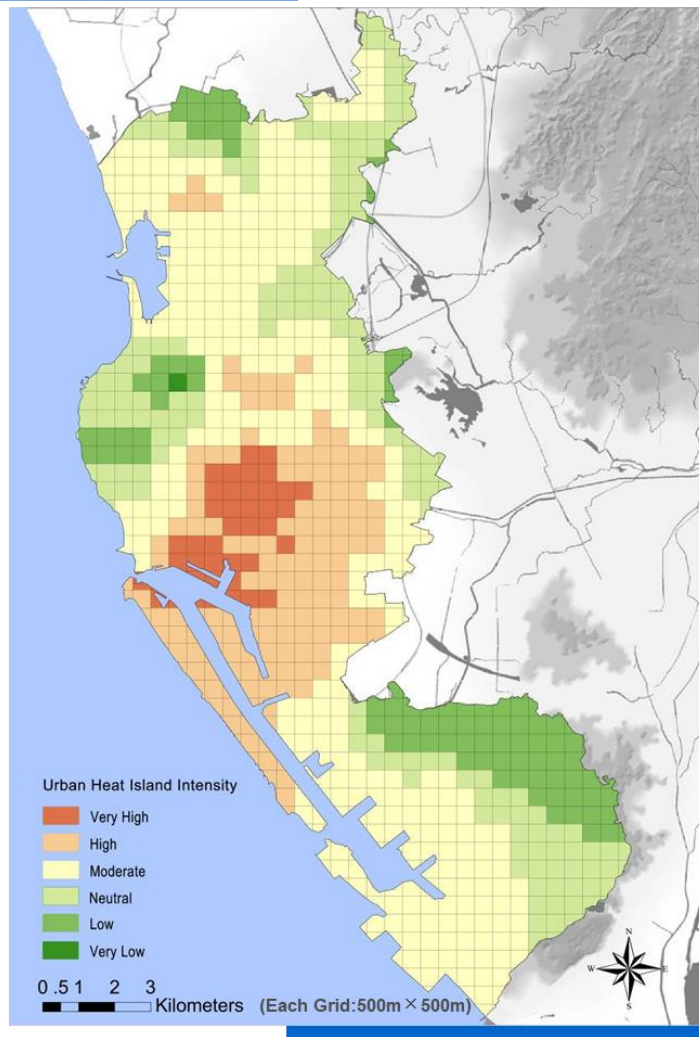 Urban Heat Island Intensity
Very High
High
Moderate
Neutral
Low
Very Low
0 .5 1 2 3
Kilometers (Each Grid:500m×500m)
N
W E
S